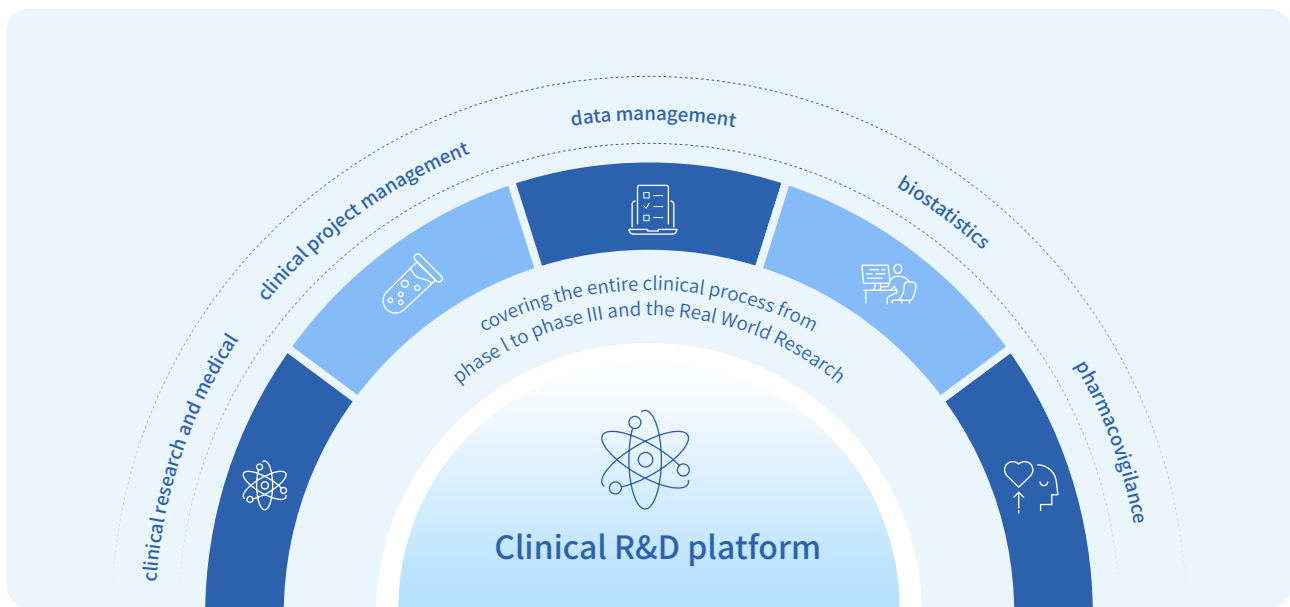 data management
clinical project management
biostatistics
clinical research and medical
pharmacovigilance
covering the entire clinical process from
phase l to phase III and the Real World Research
Clinical R&D platform